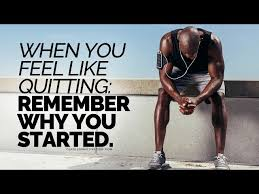 WHEN YOU
FEEL LIKE
QUITTING;
REMEMBER
WHY YOU
STARTED.